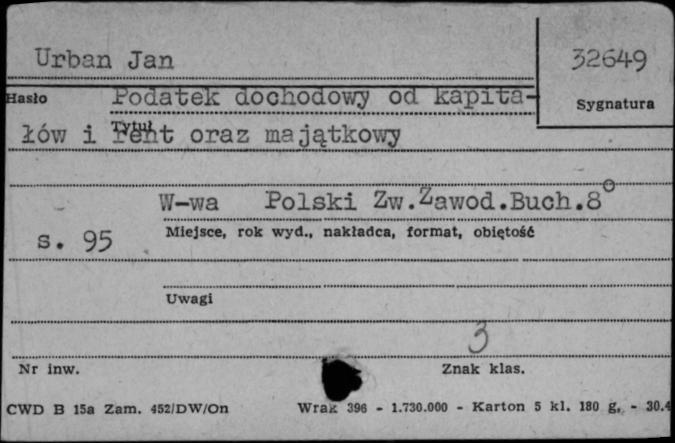 Urban Jan
32649
Hasło Podatek dochodowy od kapita-
Sygnatura
Tytuł
łów i rent oraz majątkowy
W-wa Polski Zw.Zawod.Buch.8°
s. 95
Miejsce, rok wyd., nakładca, format, objętość
Uwagi
3
Nr inw. Znak klas.
CWD B 15a Zam. 452/DW/On Wrak 396 - 1.730.000 - Karton 5 kl. 180 g. - 30.4